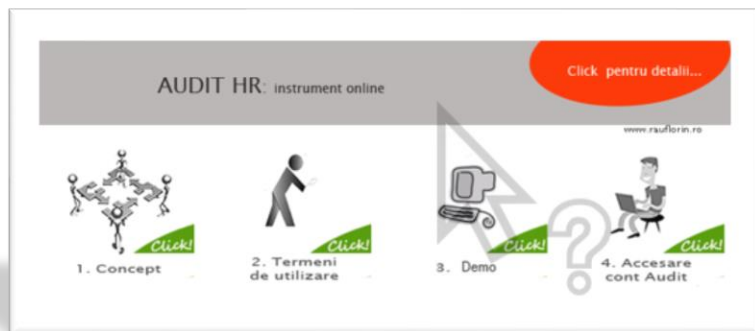 AUDIT HR: instrument online
Click pentru detalii...
www.rauflorin.ro
Click!
Click!
Click!
Click!
1. Concept
2. Termeni
de utilizare
3. Demo
4. Accesare
cont Audit